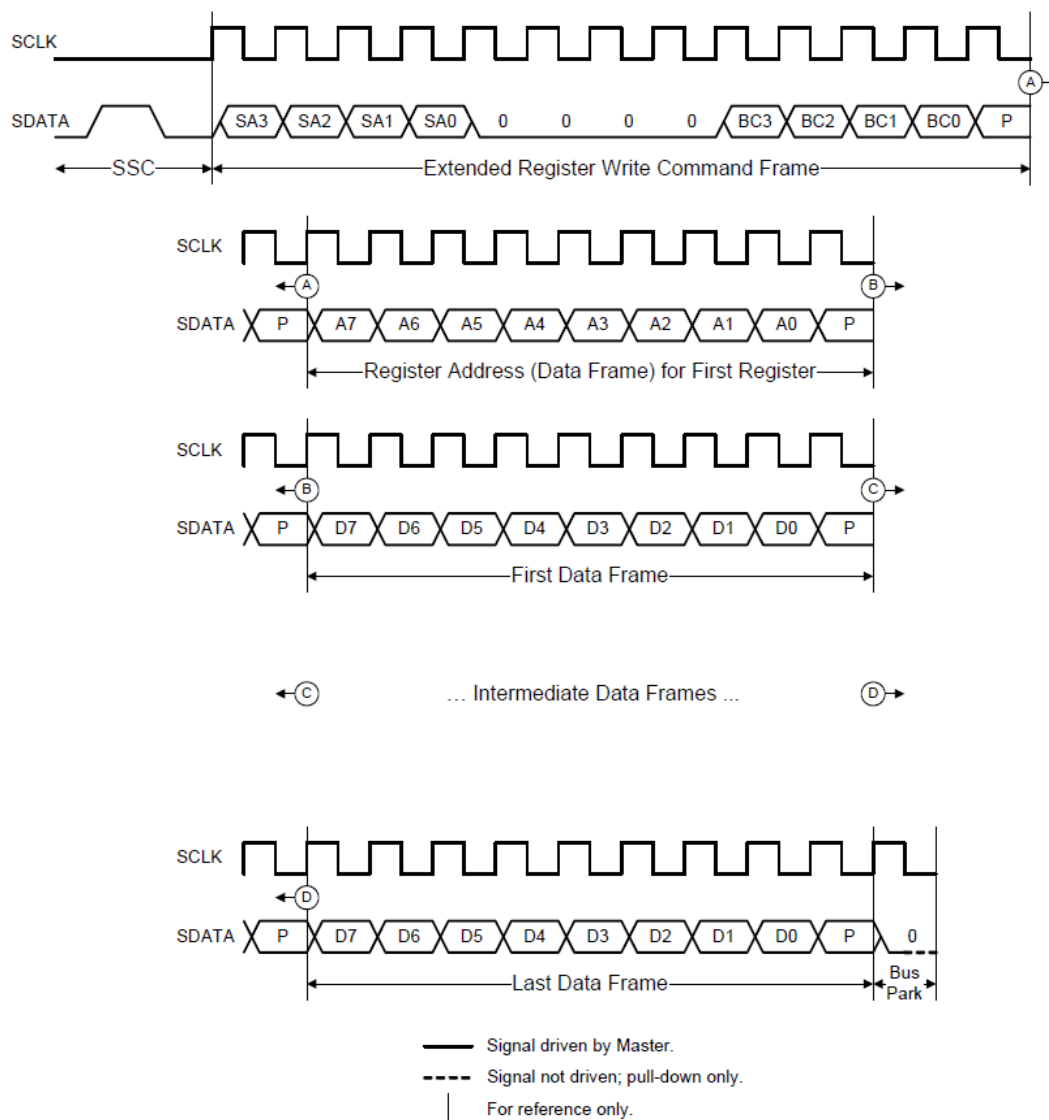 SCLK
A
SDATA SA3 SA2 SA1 SA0 0 0 0 0 BC3 BC2 BC1 BC0 P
SSC Extended Register Write Command Frame
SCLK
A B
SDATA P A7 A6 A5 A4 A3 A2 A1 A0 P
Register Address (Data Frame) for First Register
SCLK
B C
SDATA P D7 D6 D5 D4 D3 D2 D1 D0 P
First Data Frame
C ... Intermediate Data Frames ... D
SCLK
D
SDATA P D7 D6 D5 D4 D3 D2 D1 D0 P 0
Last Data Frame
Bus
Park
Signal driven by Master.
Signal not driven; pull-down only.
For reference only.